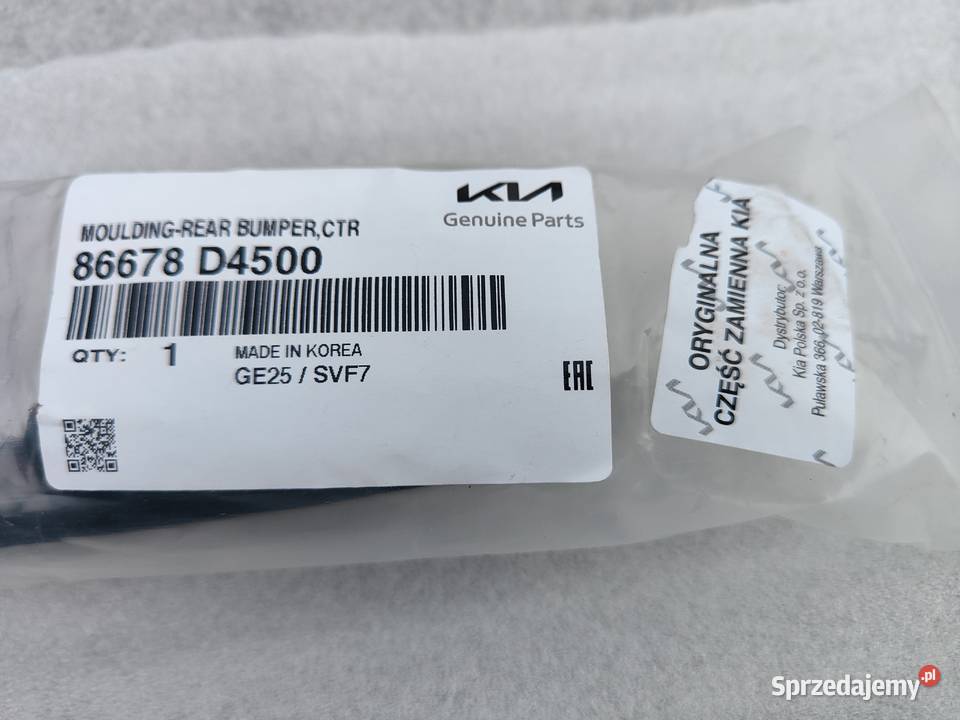 KIA
Genuine Parts
MOULDING-REAR BUMPER,CTR
86678 D4500
QTY: 1
MADE IN KOREA
GE25 / SVF7
EAC
ORYGINALNA
CZĘŚĆ ZAMIENNA KIA
Dystrybutor:
Kia Polska Sp. z o.o.
Puławska 366, 02-819 Warszawa
Sprzedajemy.pl